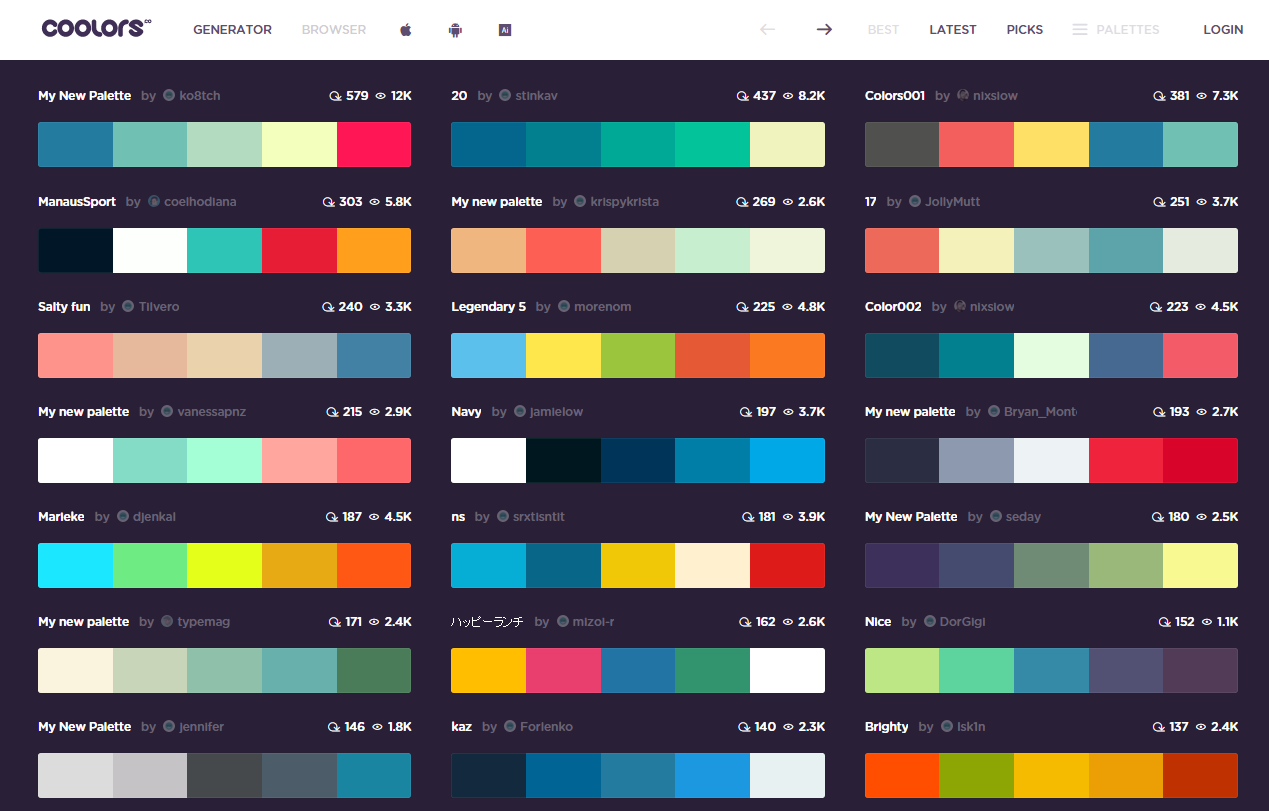 coolors.co GENERATOR BROWSER Ai BEST LATEST PICKS PALETTES LOGIN
My New Palette by ko8tch 579 12K
20 by stinkav 437 8.2K
Colors001 by nixslow 381 7.3K
ManausSport by coelhodiana 303 5.8K
My new palette by krispykrista 269 2.6K
17 by JollyMutt 251 3.7K
Salty fun by Tilvero 240 3.3K
Legendary 5 by morenom 225 4.8K
Color002 by nixslow 223 4.5K
My new palette by vanessapnz 215 2.9K
Navy by jamielow 197 3.7K
My new palette by Bryan_Mont 193 2.7K
Marieke by djenkal 187 4.5K
ns by srxtisntit 181 3.9K
My New Palette by seday 180 2.5K
My new palette by typemag 171 2.4K
ハッピーランチ by mizoi-r 162 2.6K
Nice by DorGigi 152 1.1K
My New Palette by jennifer 146 1.8K
kaz by Forlenko 140 2.3K
Brighty by lsk1n 137 2.4K